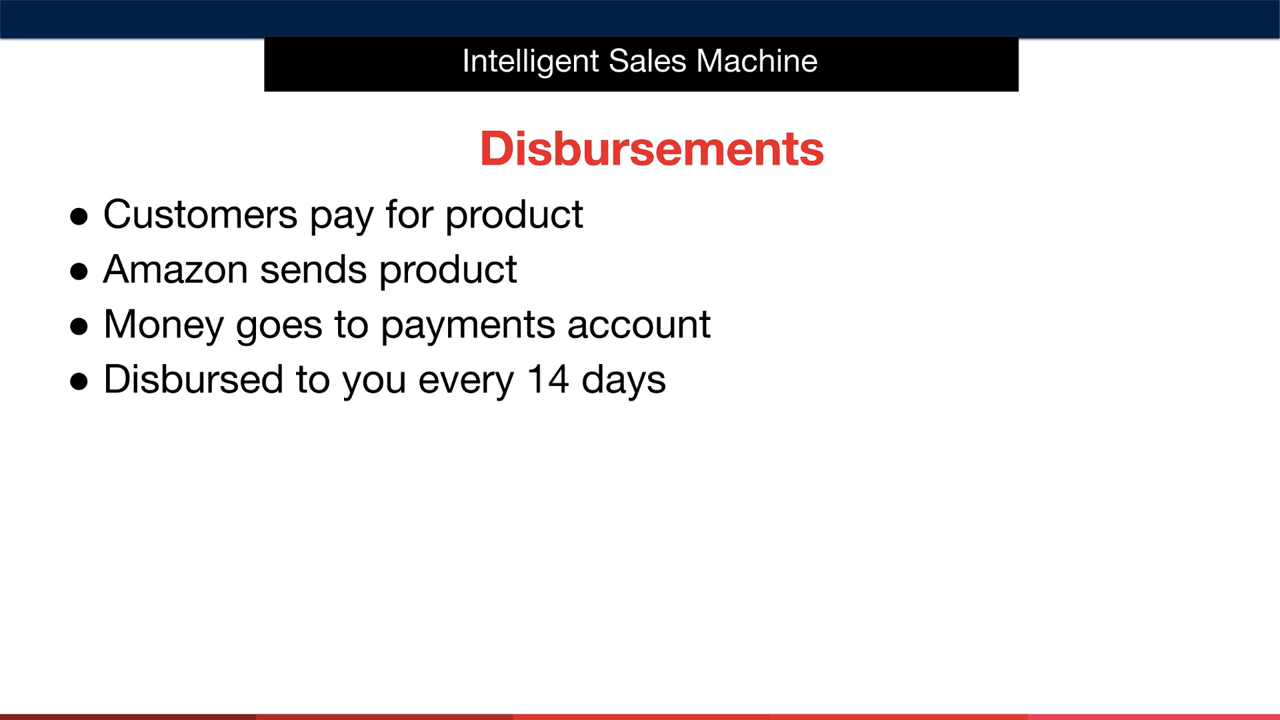 Intelligent Sales Machine
Disbursements
● Customers pay for product
● Amazon sends product
● Money goes to payments account
● Disbursed to you every 14 days